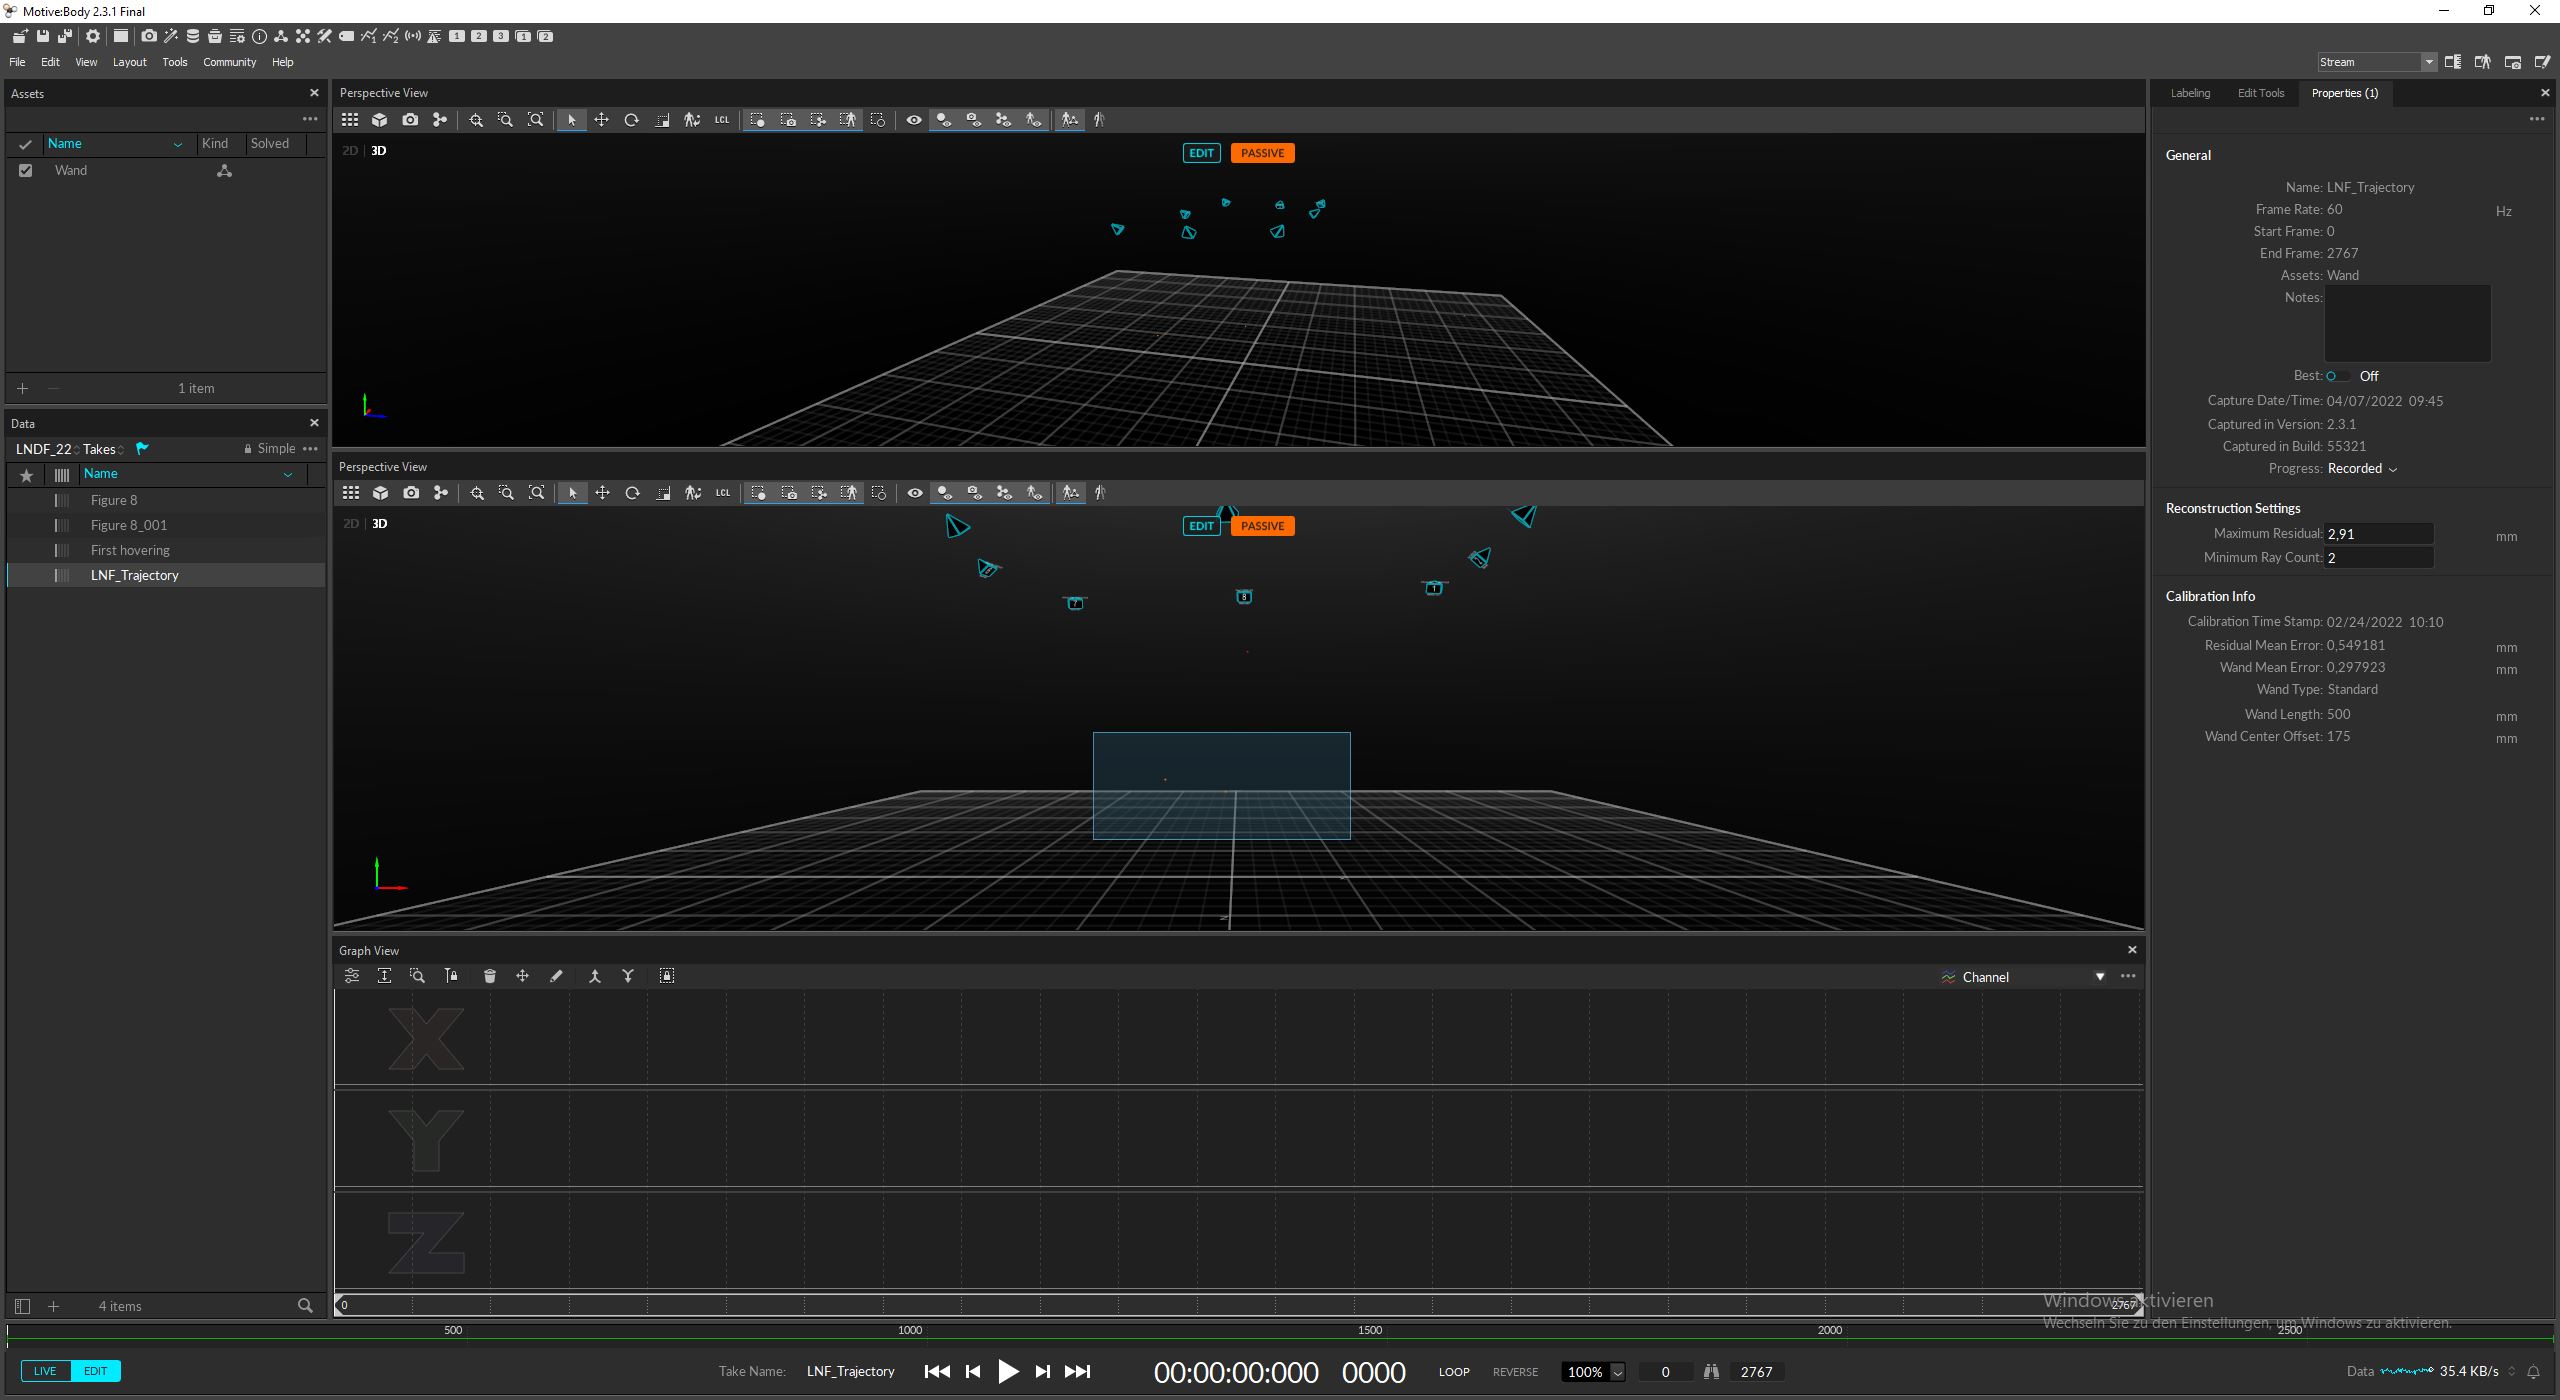 Motive:Body 2.3.1 Final
1 2 3 1 2
File Edit View Layout Tools Community Help
Stream
Assets
Name Kind Solved
Wand
1 item
Data
LNDF_22 Takes Simple
Name
Figure 8
Figure 8_001
First hovering
LNF_Trajectory
4 items
Perspective View
LCL
2D 3D
EDIT PASSIVE
Perspective View
LCL
2D 3D
EDIT PASSIVE
7 8 1
Graph View
Channel
X
Y
Z
0 2767
Labeling Edit Tools Properties (1)
General
Name: LNF_Trajectory
Frame Rate: 60 Hz
Start Frame: 0
End Frame: 2767
Assets: Wand
Notes:
Best: Off
Capture Date/Time: 04/07/2022 09:45
Captured in Version: 2.3.1
Captured in Build: 55321
Progress: Recorded
Reconstruction Settings
Maximum Residual: 2,91 mm
Minimum Ray Count: 2
Calibration Info
Calibration Time Stamp: 02/24/2022 10:10
Residual Mean Error: 0,549181 mm
Wand Mean Error: 0,297923 mm
Wand Type: Standard
Wand Length: 500 mm
Wand Center Offset: 175 mm
Windows aktivieren
Wechseln Sie zu den Einstellungen, um Windows zu aktivieren.
500 1000 1500 2000 2500
LIVE EDIT
Take Name: LNF_Trajectory
00:00:00:000 0000 LOOP REVERSE 100% 0 2767
Data 35.4 KB/s